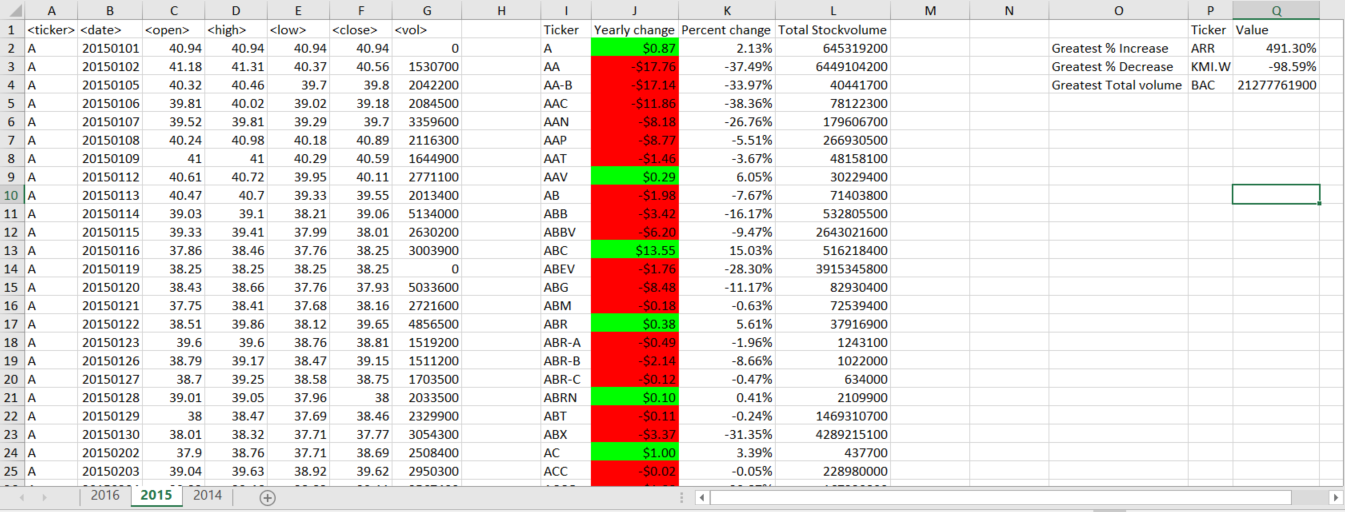 A B C D E F G H I J K L M N O P Q
1 <ticker> <date> <open> <high> <low> <close> <vol> Ticker Yearly change Percent change Total Stockvolume Ticker Value
2 A 20150101 40.94 40.94 40.94 40.94 0 A $0.87 2.13% 645319200 Greatest % Increase ARR 491.30%
3 A 20150102 41.18 41.31 40.37 40.56 1530700 AA -$17.76 -37.49% 6449104200 Greatest % Decrease KMI.W -98.59%
4 A 20150105 40.32 40.46 39.7 39.8 2042200 AA-B -$17.14 -33.97% 40441700 Greatest Total volume BAC 21277761900
5 A 20150106 39.81 40.02 39.02 39.18 2084500 AAC -$11.86 -38.36% 78122300
6 A 20150107 39.52 39.81 39.29 39.7 3359600 AAN -$8.18 -26.76% 179606700
7 A 20150108 40.24 40.98 40.18 40.89 2116300 AAP -$8.77 -5.51% 266930500
8 A 20150109 41 41 40.29 40.59 1644900 AAT -$1.46 -3.67% 48158100
9 A 20150112 40.61 40.72 39.95 40.11 2771100 AAV $0.29 6.05% 30229400
10 A 20150113 40.47 40.7 39.33 39.55 2013400 AB -$1.98 -7.67% 71403800
11 A 20150114 39.03 39.1 38.21 39.06 5134000 ABB -$3.42 -16.17% 532805500
12 A 20150115 39.33 39.41 37.99 38.01 2630200 ABBV -$6.20 -9.47% 2643021600
13 A 20150116 37.86 38.46 37.76 38.25 3003900 ABC $13.55 15.03% 516218400
14 A 20150119 38.25 38.25 38.25 38.25 0 ABEV -$1.76 -28.30% 3915345800
15 A 20150120 38.43 38.66 37.76 37.93 5033600 ABG -$8.48 -11.17% 82930400
16 A 20150121 37.75 38.41 37.68 38.16 2721600 ABM -$0.18 -0.63% 72539400
17 A 20150122 38.51 39.86 38.12 39.65 4856500 ABR $0.38 5.61% 37916900
18 A 20150123 39.6 39.6 38.76 38.81 1519200 ABR-A -$0.49 -1.96% 1243100
19 A 20150126 38.79 39.17 38.47 39.15 1511200 ABR-B -$2.14 -8.66% 1022000
20 A 20150127 38.7 39.25 38.58 38.75 1703500 ABR-C -$0.12 -0.47% 634000
21 A 20150128 39.01 39.05 37.96 38 2033500 ABRN $0.10 0.41% 2109900
22 A 20150129 38 38.47 37.69 38.46 2329900 ABT -$0.11 -0.24% 1469310700
23 A 20150130 38.01 38.32 37.71 37.77 3054300 ABX -$3.37 -31.35% 4289215100
24 A 20150202 37.9 38.76 37.71 38.69 2508400 AC $1.00 3.39% 437700
25 A 20150203 39.04 39.63 38.92 39.62 2950300 ACC -$0.02 -0.05% 228980000
2016 2015 2014